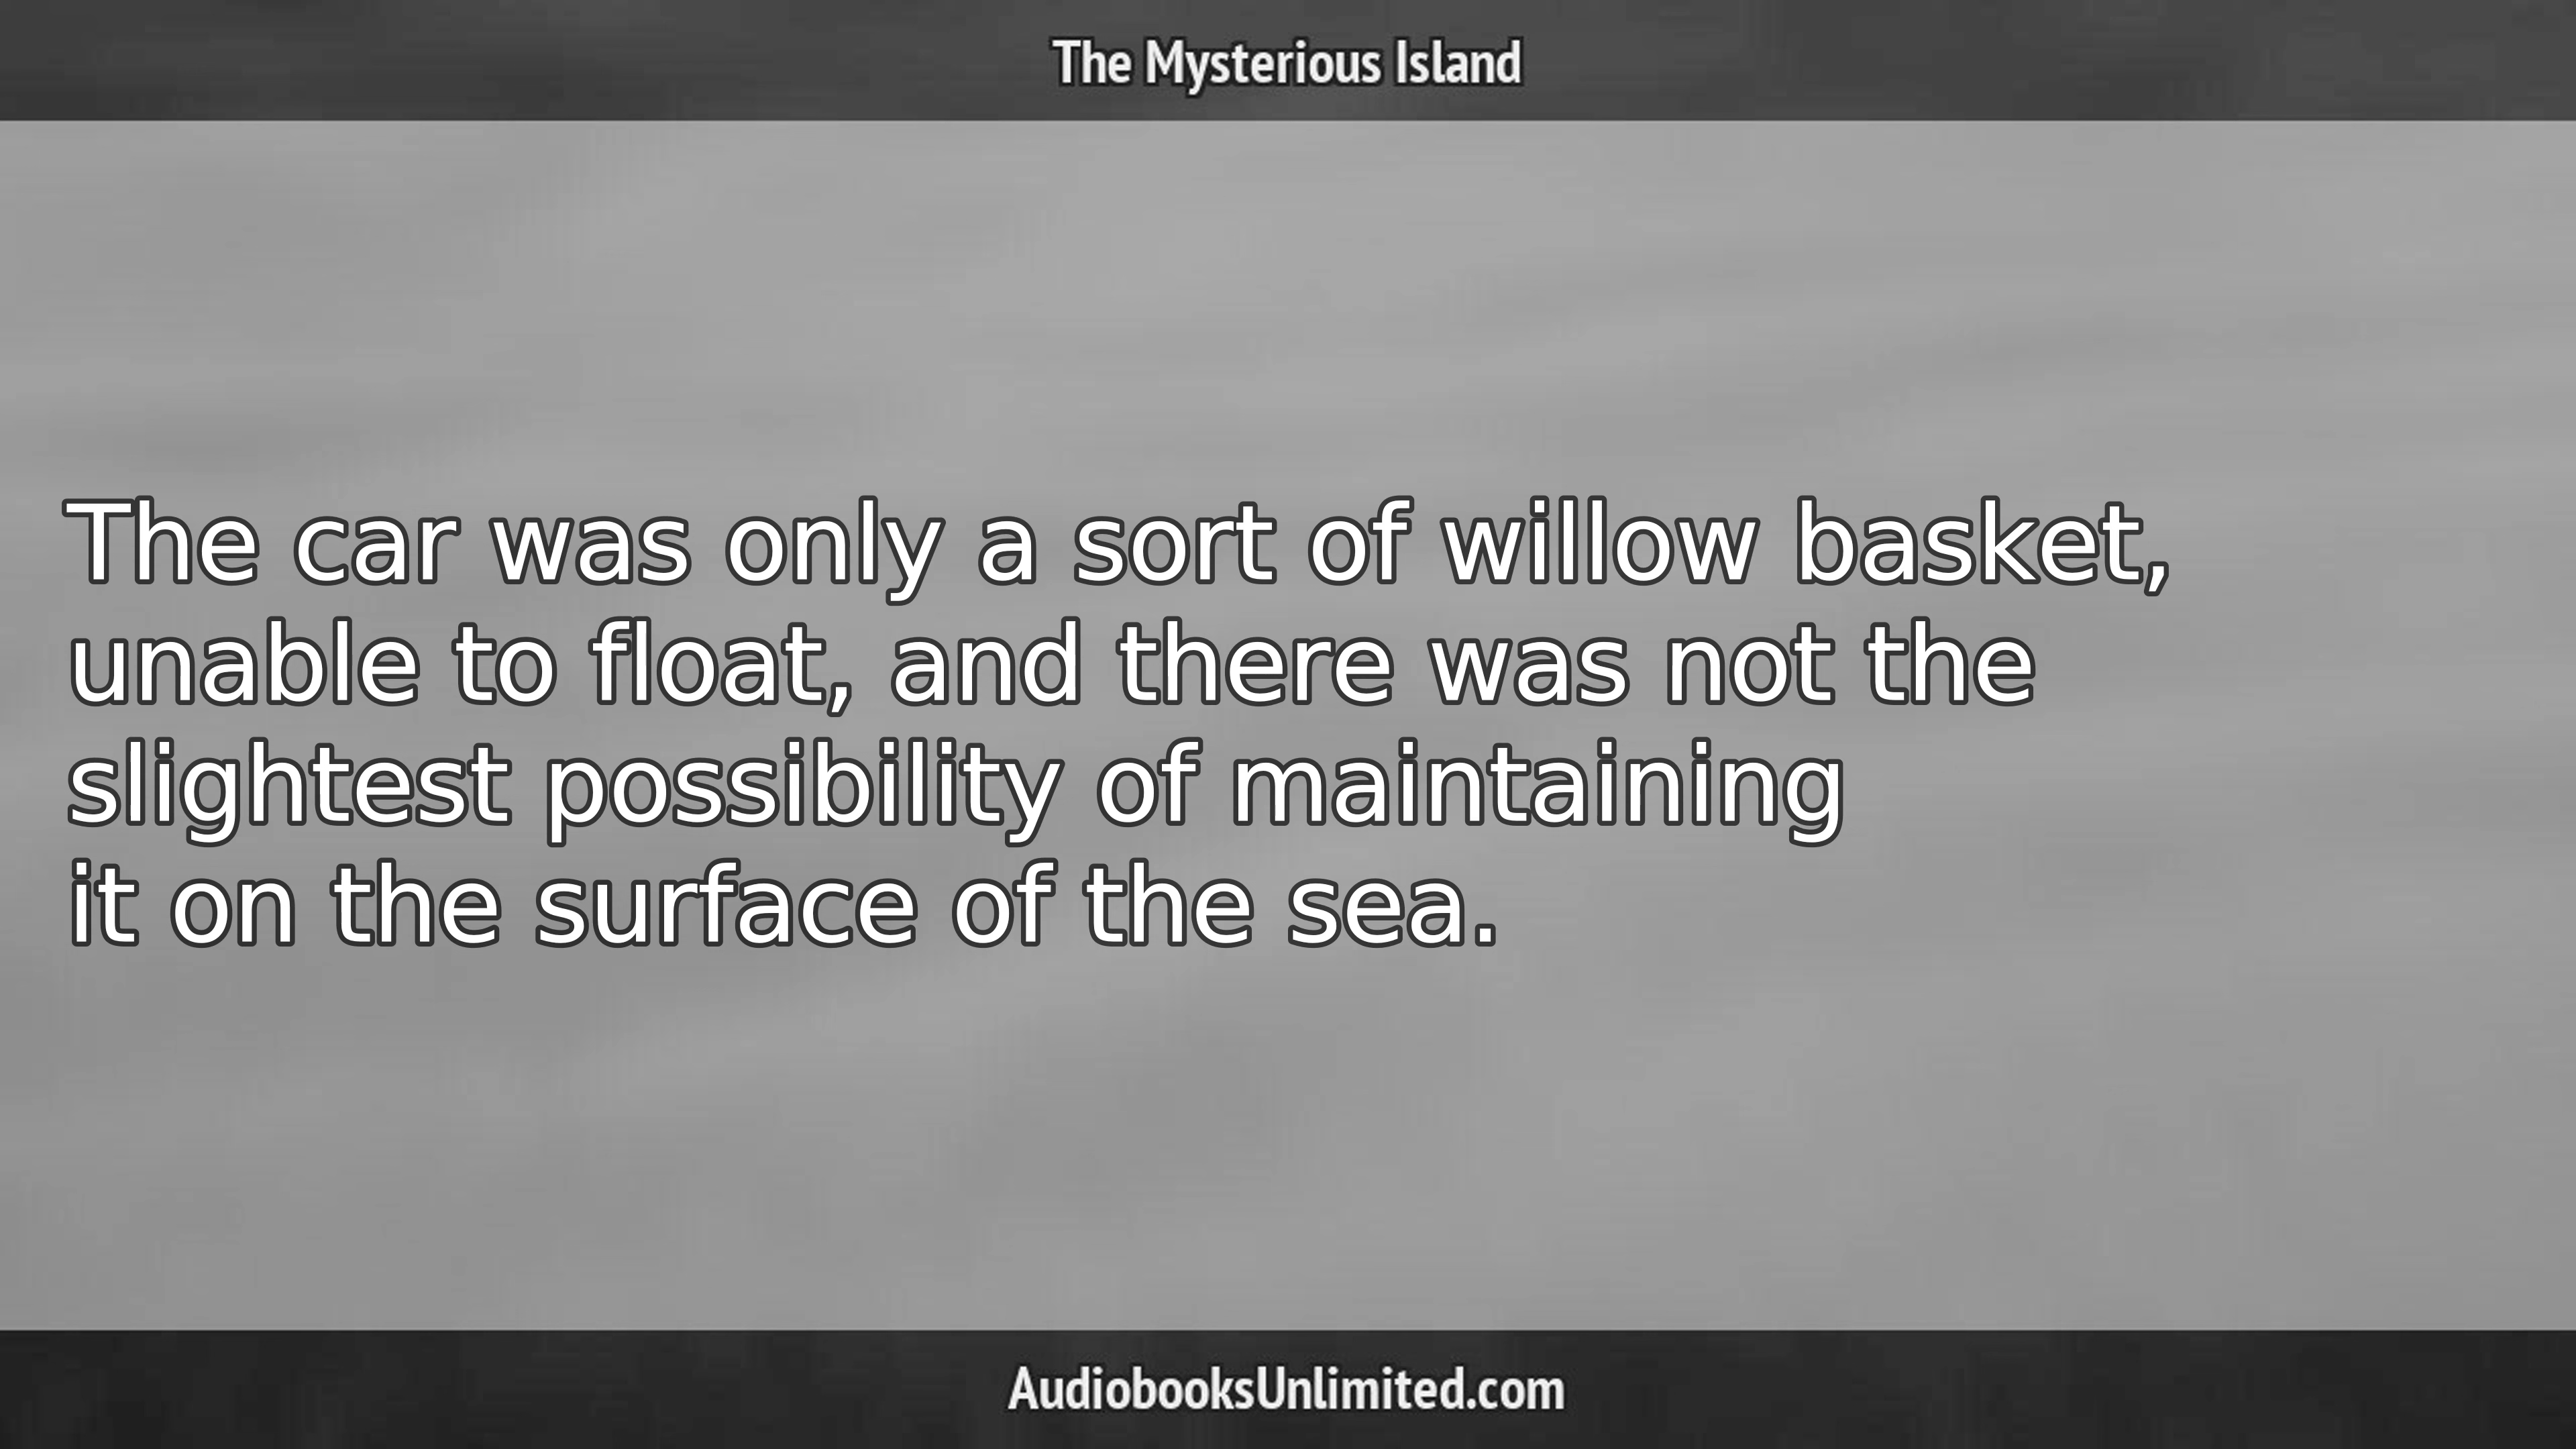 The Mysterious Island
The car was only a sort of willow basket,
unable to float, and there was not the
slightest possibility of maintaining
it on the surface of the sea.
AudiobooksUnlimited.com